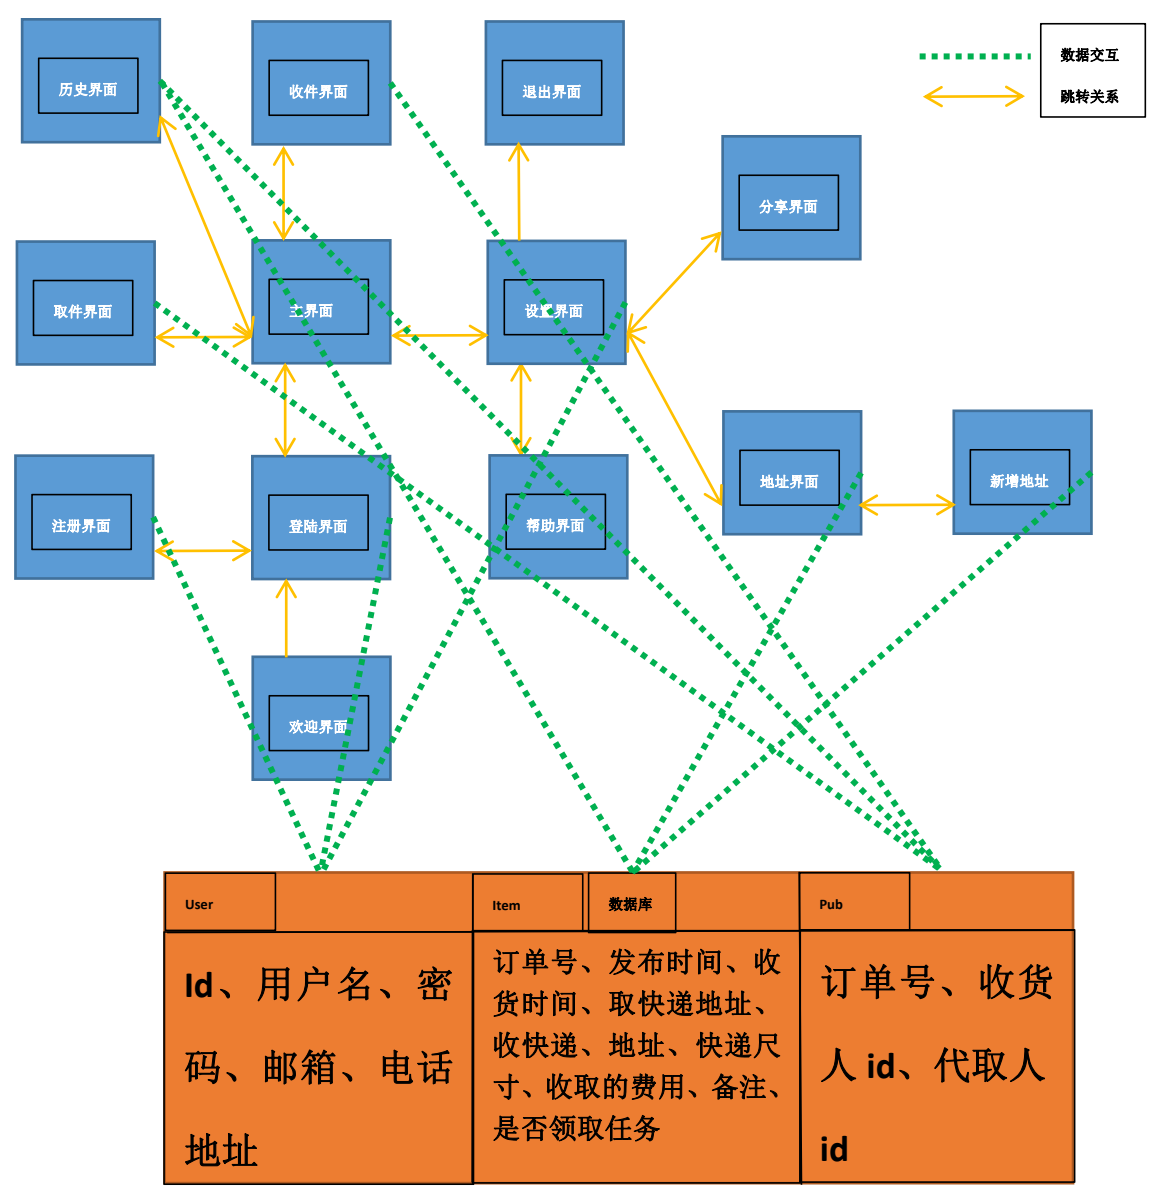 历史界面
收件界面
退出界面
数据交互
跳转关系
分享界面
取件界面
主界面
设置界面
地址界面
新增地址
注册界面
登陆界面
帮助界面
欢迎界面
User
Item
数据库
Pub
Id、用户名、密
码、邮箱、电话
地址
订单号、发布时间、收
货时间、取快递地址、
收快递、地址、快递尺
寸、收取的费用、备注、
是否领取任务
订单号、收货
人 id、代取人
id